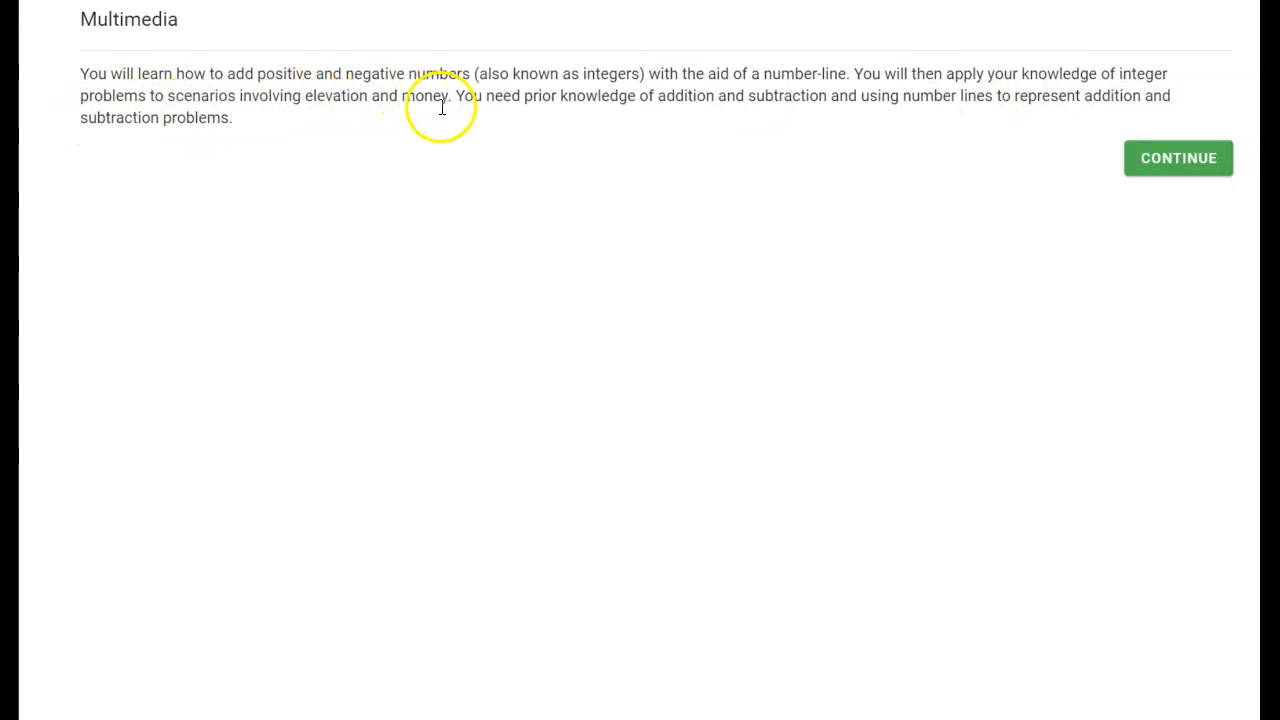 Multimedia
You will learn how to add positive and negative numbers (also known as integers) with the aid of a number-line. You will then apply your knowledge of integer
problems to scenarios involving elevation and money. You need prior knowledge of addition and subtraction and using number lines to represent addition and
subtraction problems.
CONTINUE